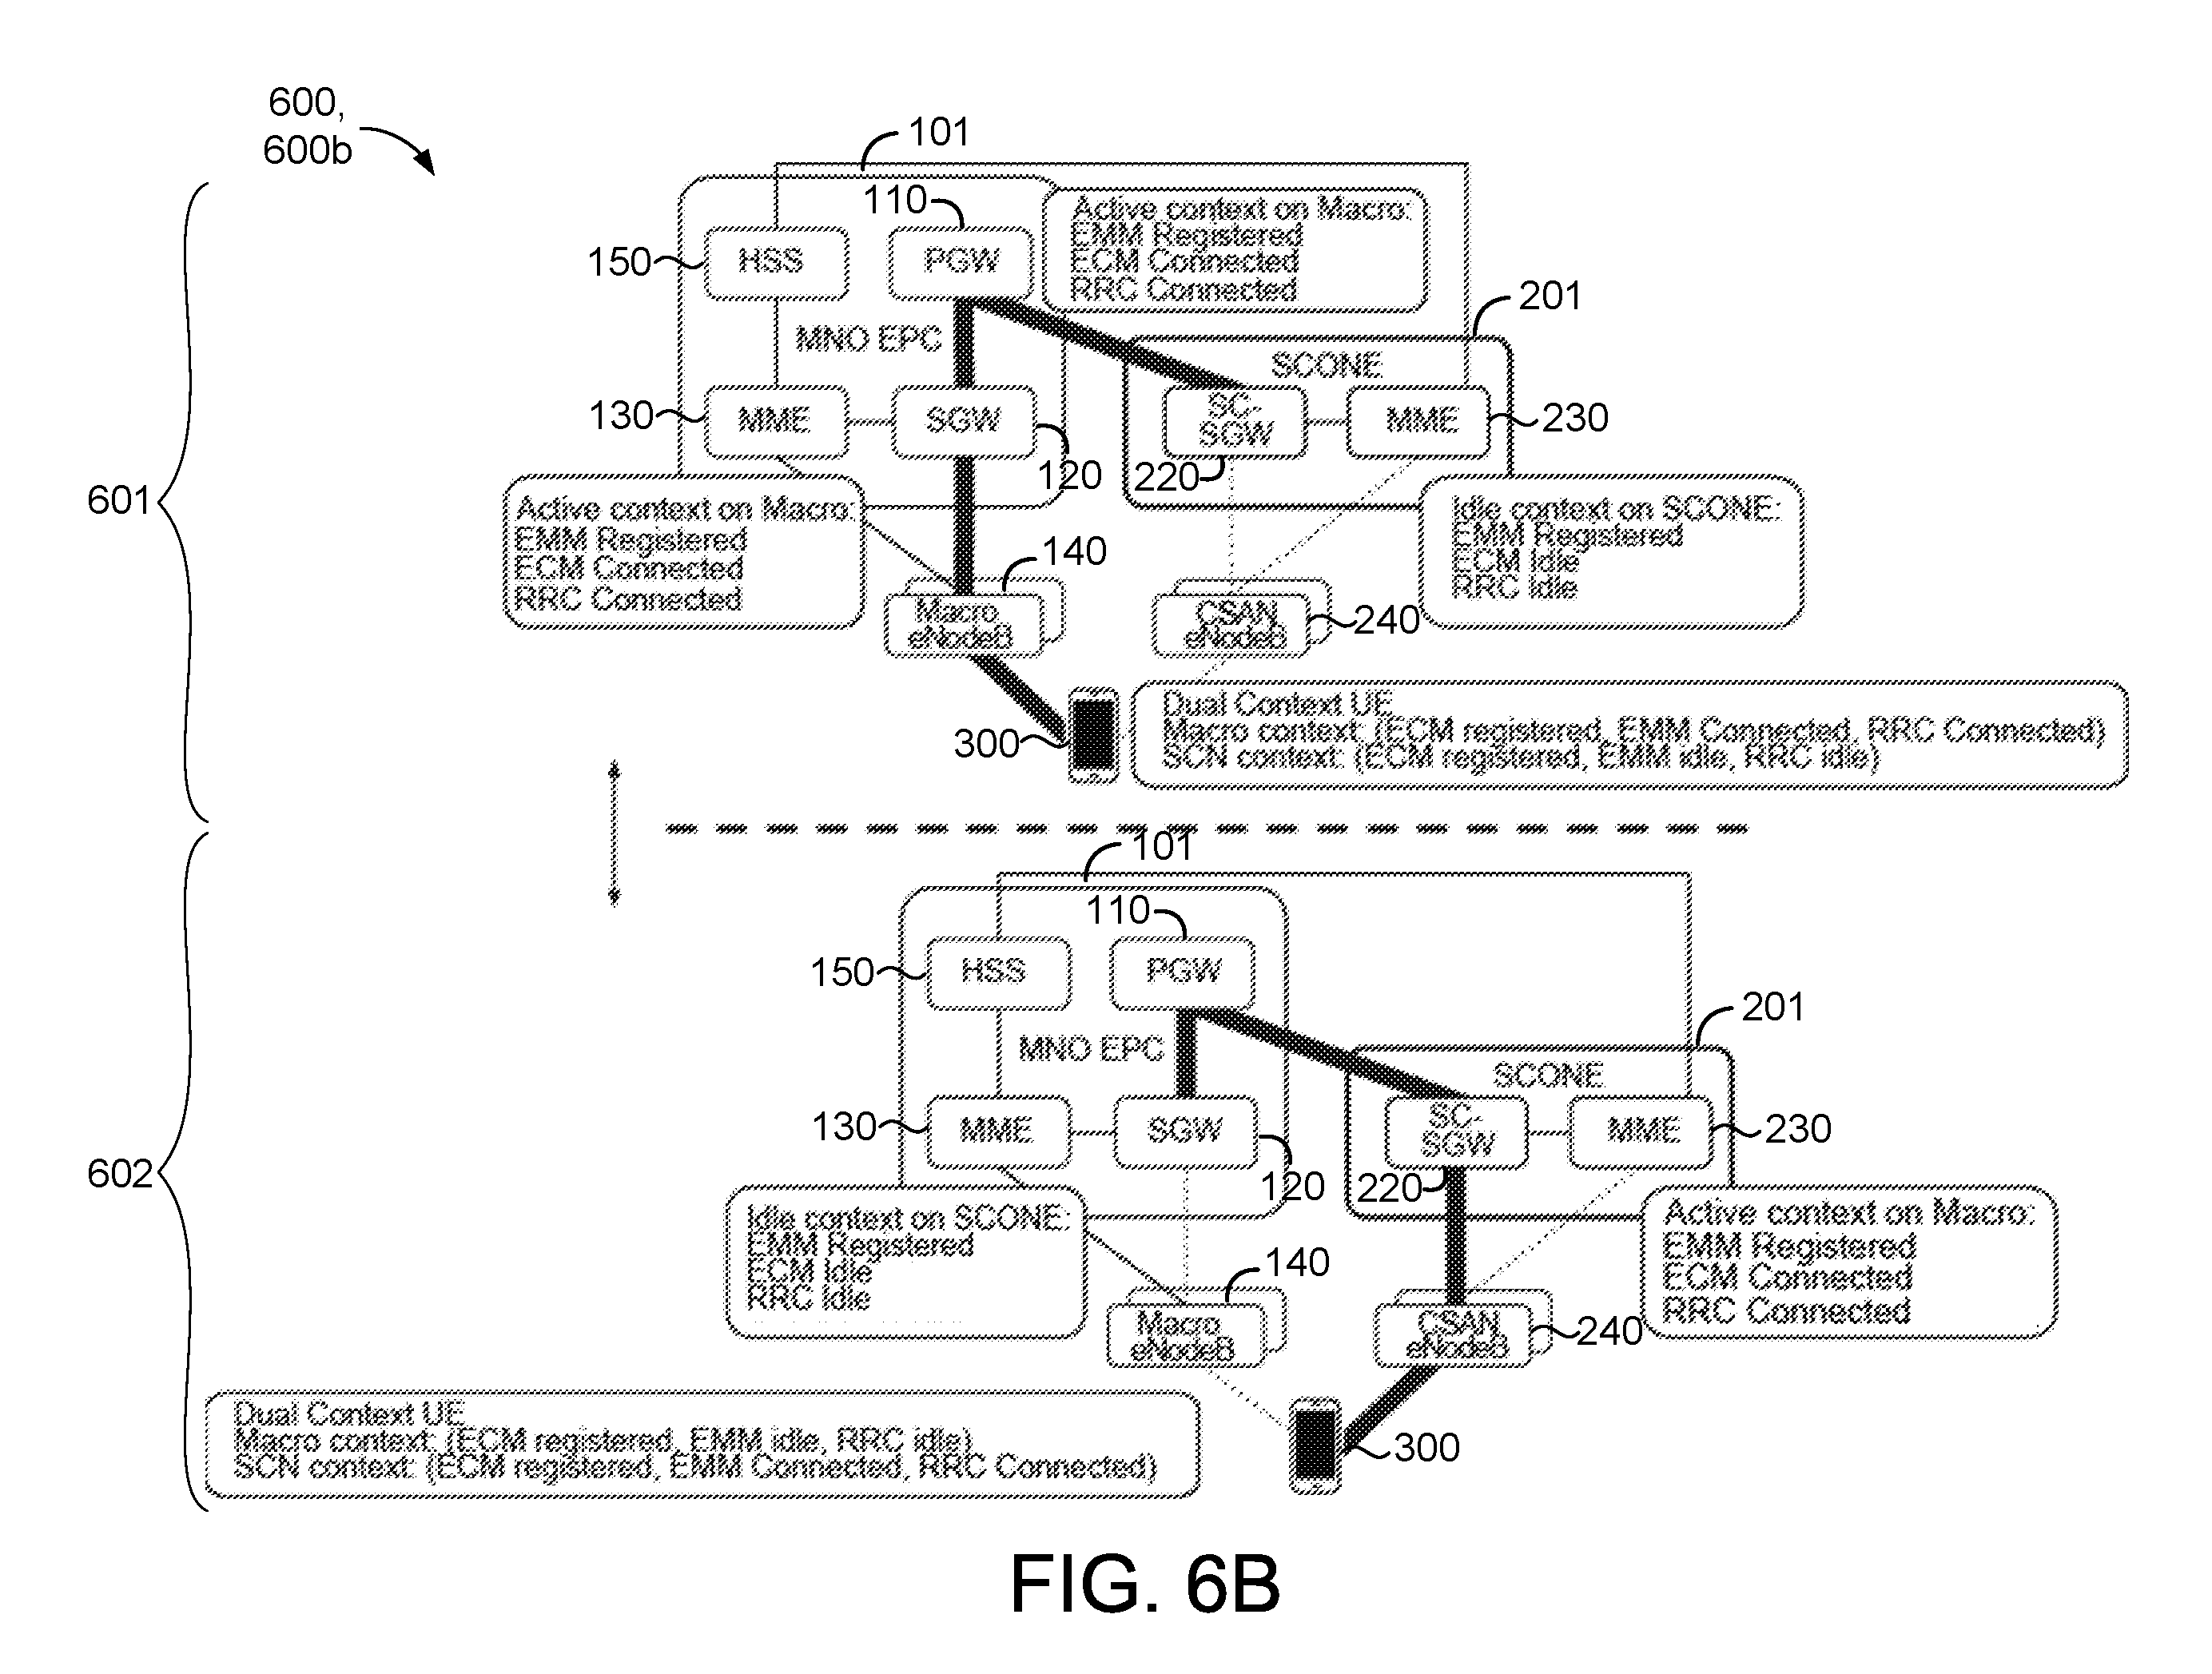 600,
600b
101
110
Active context on Macro:
EMM Registered
ECM Connected
RRC Connected
150
HSS
PGW
201
MNO EPC
SCONE
130
MME
SGW
SC-
SGW
MME
230
120
220
601
Active context on Macro:
EMM Registered
ECM Connected
RRC Connected
Idle context on SCONE:
EMM Registered
ECM Idle
RRC Idle
140
Macro
eNodeB
CSAN
eNodeB
240
300
Dual Context UE
Macro context: (ECM registered, EMM Connected, RRC Connected)
SCN context: (ECM registered, EMM idle, RRC idle)
101
110
150
HSS
PGW
201
MNO EPC
SCONE
130
MME
SGW
SC-
SGW
MME
230
120
220
602
Idle context on SCONE:
EMM Registered
ECM Idle
RRC Idle
Active context on Macro:
EMM Registered
ECM Connected
RRC Connected
140
Macro
eNodeB
CSAN
eNodeB
240
Dual Context UE
Macro context: (ECM registered, EMM idle, RRC idle)
SCN context: (ECM registered, EMM Connected, RRC Connected)
300
FIG. 6B